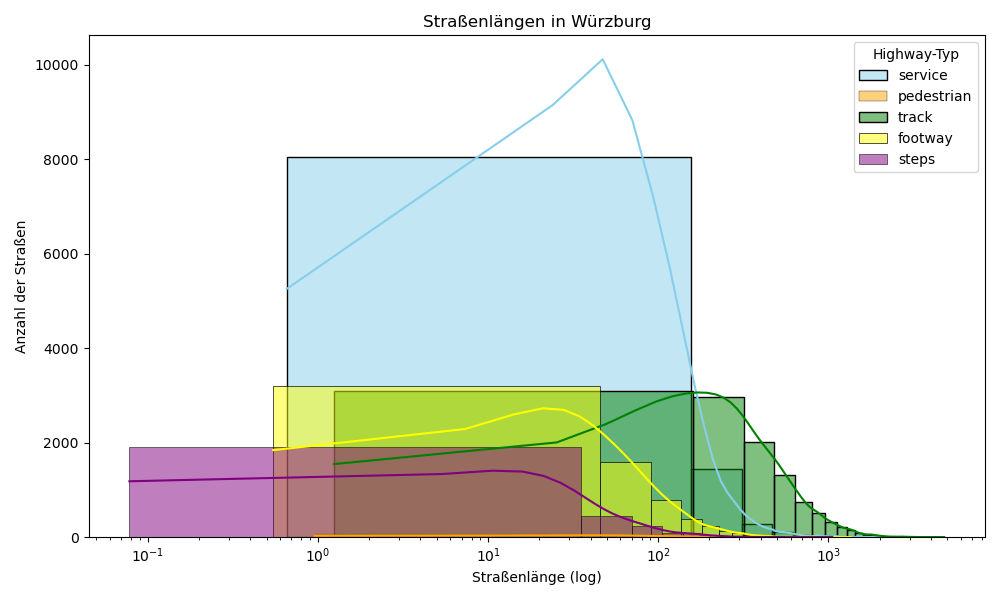 Straßenlängen in Würzburg
Highway-Typ
service
pedestrian
track
footway
steps
Anzahl der Straßen
10000
8000
6000
4000
2000
0
10⁻¹
10⁰
10¹
10²
10³
Straßenlänge (log)